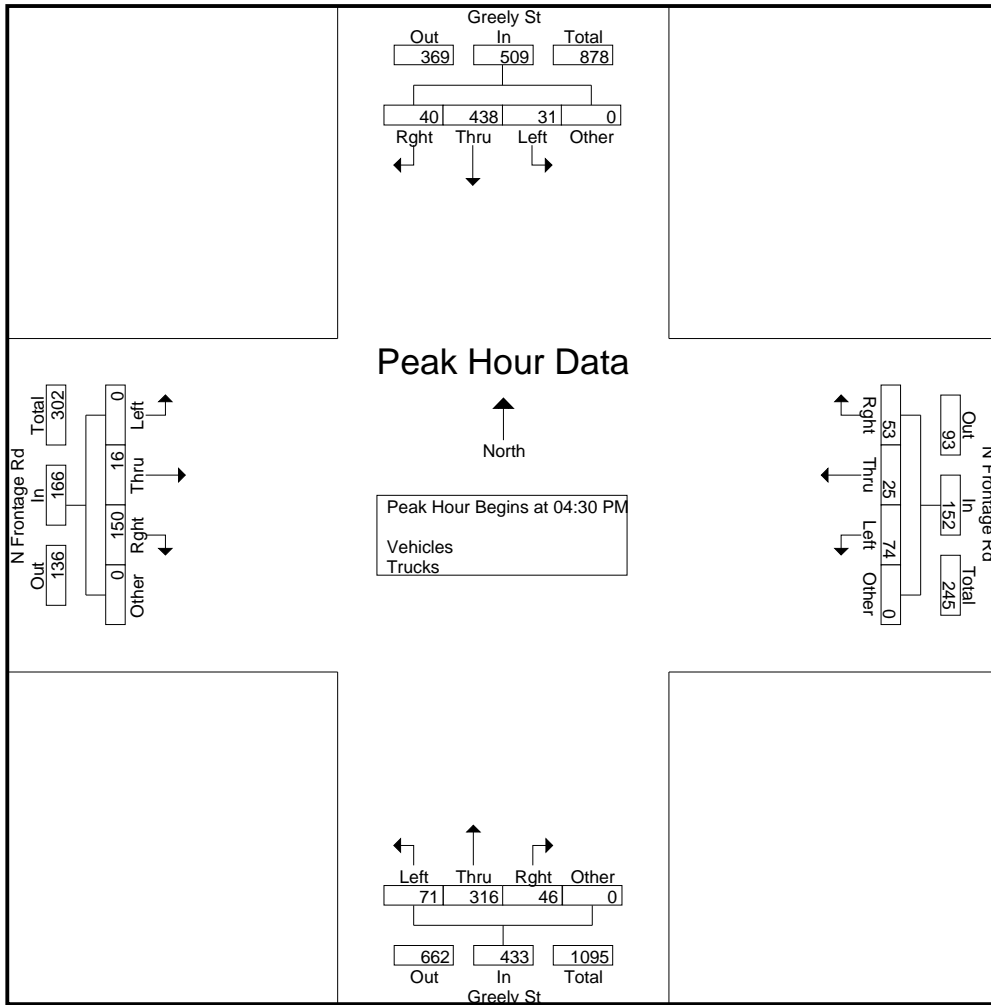 Greely St
Out In Total
369 509 878
40 438 31 0
Rght Thru Left Other
Peak Hour Data
North
Peak Hour Begins at 04:30 PM
Vehicles
Trucks
N Frontage Rd
Total In Out
302 166 136
0 16 150 0
Left Thru Rght Other
Rght Thru Left Other
53 25 74 0
93 152 245
Out In Total
N Frontage Rd
Left Thru Rght Other
71 316 46 0
662 433 1095
Out In Total
Greely St